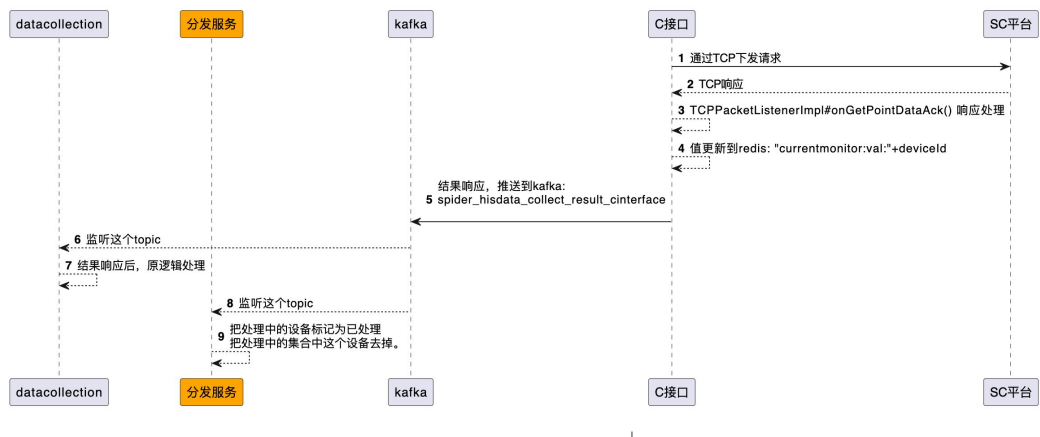 datacollection
分发服务
kafka
C接口
SC平台
1 通过TCP下发请求
2 TCP响应
3 TCPPacketListenerImpl#onGetPointDataAck() 响应处理
4 值更新到redis: "currentmonitor:val:"+deviceId
结果响应，推送到kafka:
5 spider_hisdata_collect_result_cinterface
6 监听这个topic
7 结果响应后，原逻辑处理
8 监听这个topic
9 把处理中的设备标记为已处理
把处理中的集合中这个设备去掉。
datacollection
分发服务
kafka
C接口
SC平台